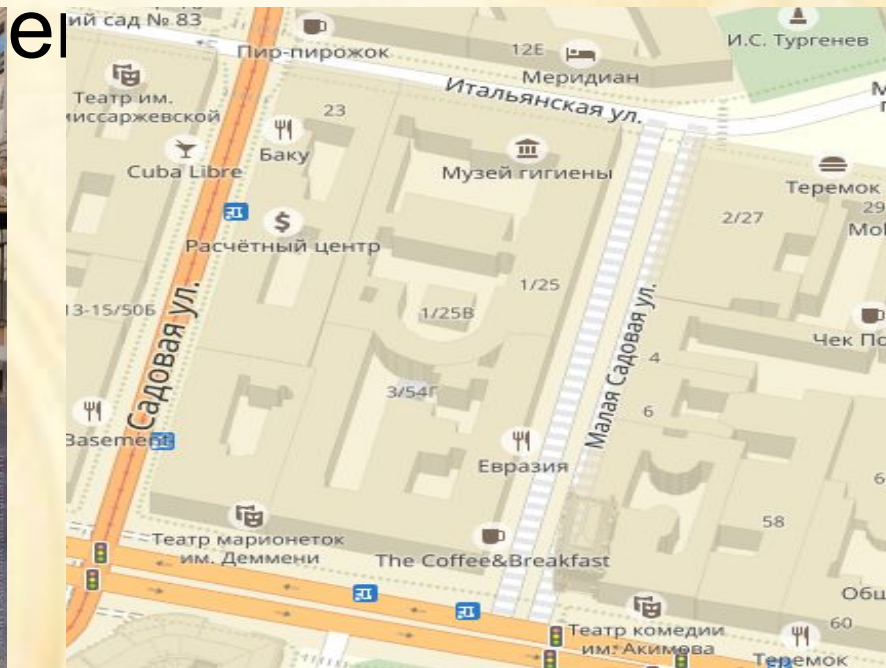 ий сад № 83
Пир-пирожок
12Е
Меридиан
И.С. Тургенев
Театр им.
миссаржевской
23
Итальянская ул.
Баку
Cuba Libre
Музей гигиены
Теремок
29
2/27
Расчётный центр
1/25
13-15/50Б
1/25В
Садовая ул.
Малая Садовая ул.
4
3/54Г
6
Basement
Евразия
58
Театр марионеток
им. Деммени
The Coffee&Breakfast
Театр комедии
им. Акимова
60
Теремок